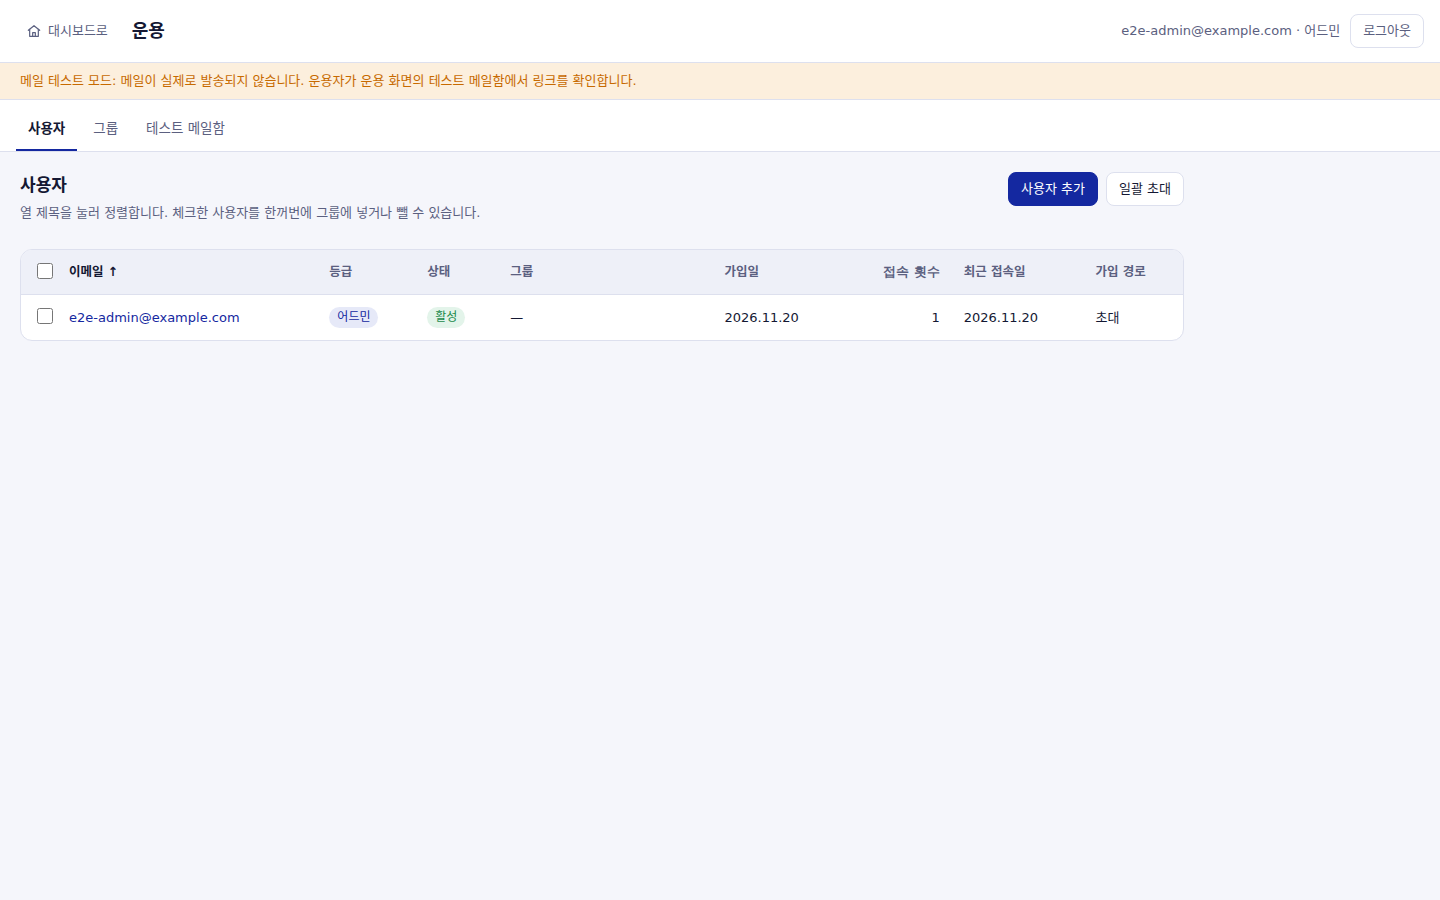 대시보드로 운용 e2e-admin@example.com · 어드민 로그아웃
메일 테스트 모드: 메일이 실제로 발송되지 않습니다. 운용자가 운용 화면의 테스트 메일함에서 링크를 확인합니다.
사용자 그룹 테스트 메일함
사용자 사용자 추가 일괄 초대
열 제목을 눌러 정렬합니다. 체크한 사용자를 한꺼번에 그룹에 넣거나 뺄 수 있습니다.
이메일 ↑ 등급 상태 그룹 가입일 접속 횟수 최근 접속일 가입 경로
e2e-admin@example.com 어드민 활성 — 2026.11.20 1 2026.11.20 초대